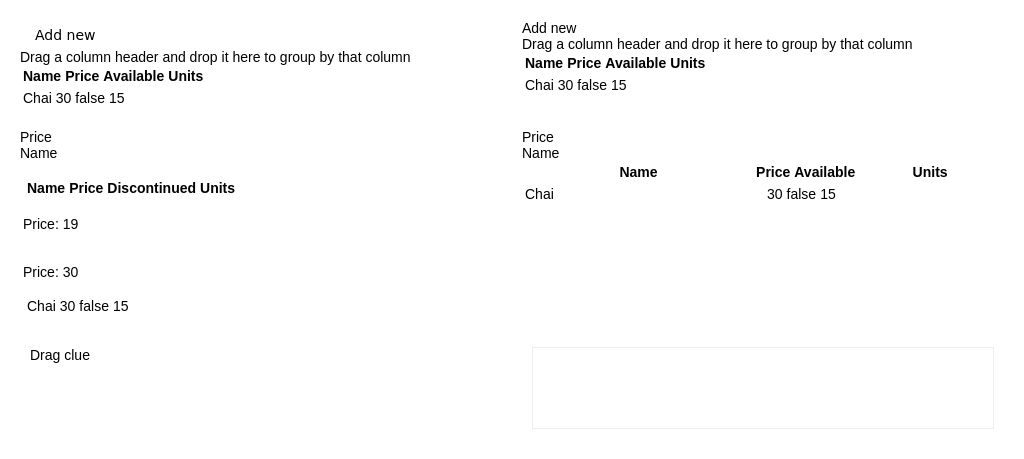 Add new
Drag a column header and drop it here to group by that column
Name Price Available Units
Chai 30 false 15
Price
Name
Name Price Discontinued Units
Price: 19
Price: 30
Chai 30 false 15
Drag clue
Add new
Drag a column header and drop it here to group by that column
Name Price Available Units
Chai 30 false 15
Price
Name
Name Price Available Units
Chai 30 false 15